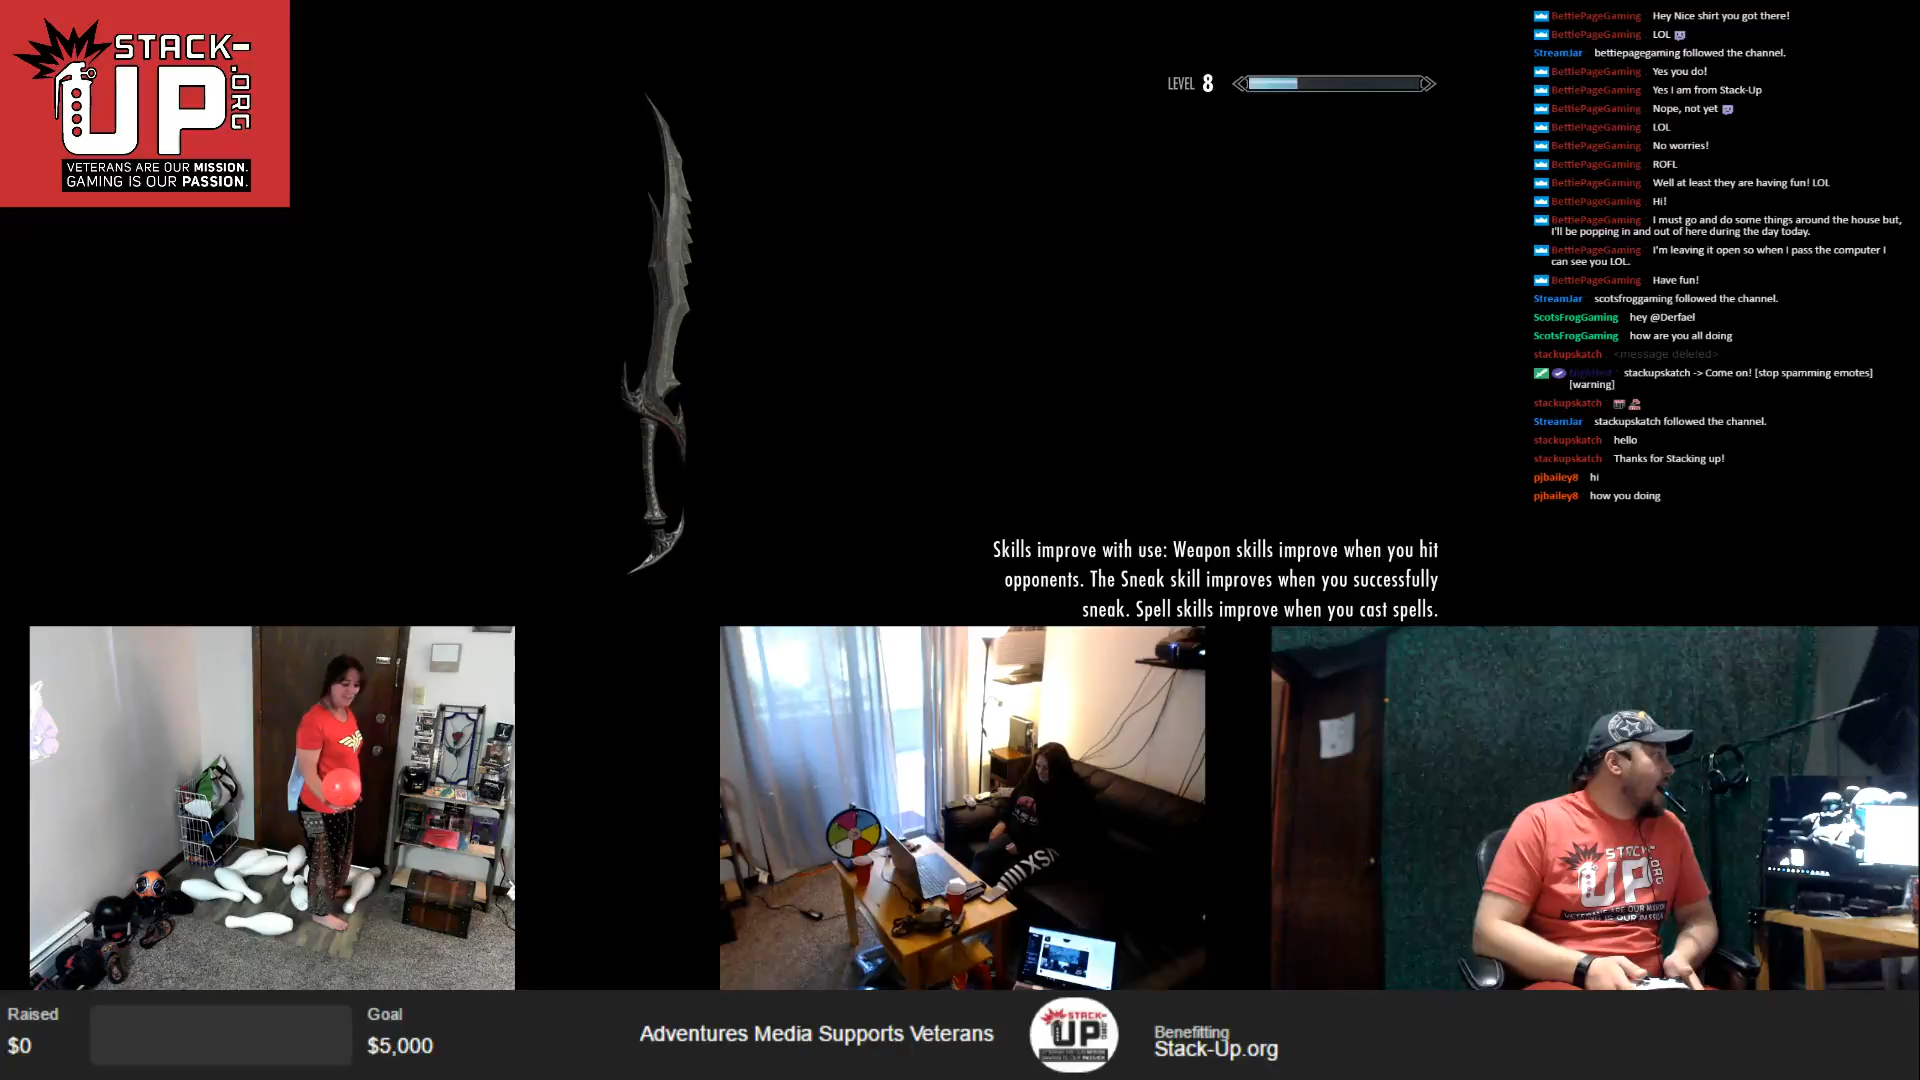 STACK-
UP
.ORG
VETERANS ARE OUR MISSION.
GAMING IS OUR PASSION.
LEVEL 8
BettiePageGaming Hey Nice shirt you got there!
BettiePageGaming LOL
StreamJar bettiepagegaming followed the channel.
BettiePageGaming Yes you do!
BettiePageGaming Yes I am from Stack-Up
BettiePageGaming Nope, not yet
BettiePageGaming LOL
BettiePageGaming No worries!
BettiePageGaming ROFL
BettiePageGaming Well at least they are having fun! LOL
BettiePageGaming Hi!
BettiePageGaming I must go and do some things around the house but,
I'll be popping in and out of here during the day today.
BettiePageGaming I'm leaving it open so when I pass the computer I
can see you LOL.
BettiePageGaming Have fun!
StreamJar scotsfroggaming followed the channel.
ScotsFrogGaming hey @Derfael
ScotsFrogGaming how are you all doing
stackupskatch <message deleted>
Nightbot stackupskatch -> Come on! [stop spamming emotes]
[warning]
stackupskatch
StreamJar stackupskatch followed the channel.
stackupskatch hello
stackupskatch Thanks for Stacking up!
pjbailey8 hi
pjbailey8 how you doing
Skills improve with use: Weapon skills improve when you hit
opponents. The Sneak skill improves when you successfully
sneak. Spell skills improve when you cast spells.
STACK-
UP
.ORG
Raised
$0
Goal
$5,000
Adventures Media Supports Veterans
STACK-
UP
Benefitting
Stack-Up.org